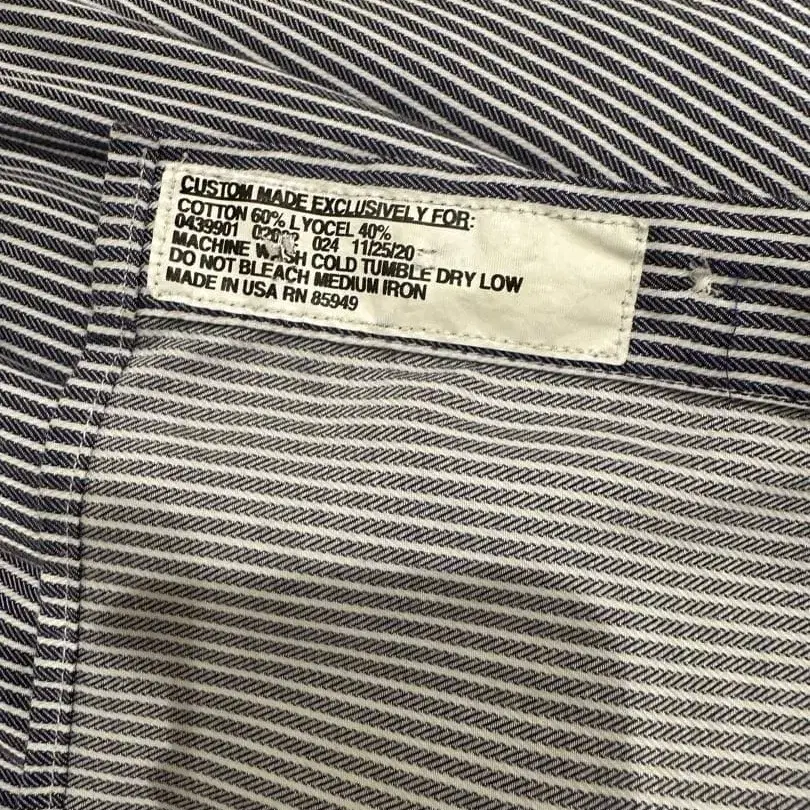 CUSTOM MADE EXCLUSIVELY FOR:
COTTON 60% LYOCEL 40%
0439901 024 11/25/20
MACHINE WASH COLD TUMBLE DRY LOW
DO NOT BLEACH MEDIUM IRON
MADE IN USA RN 85949